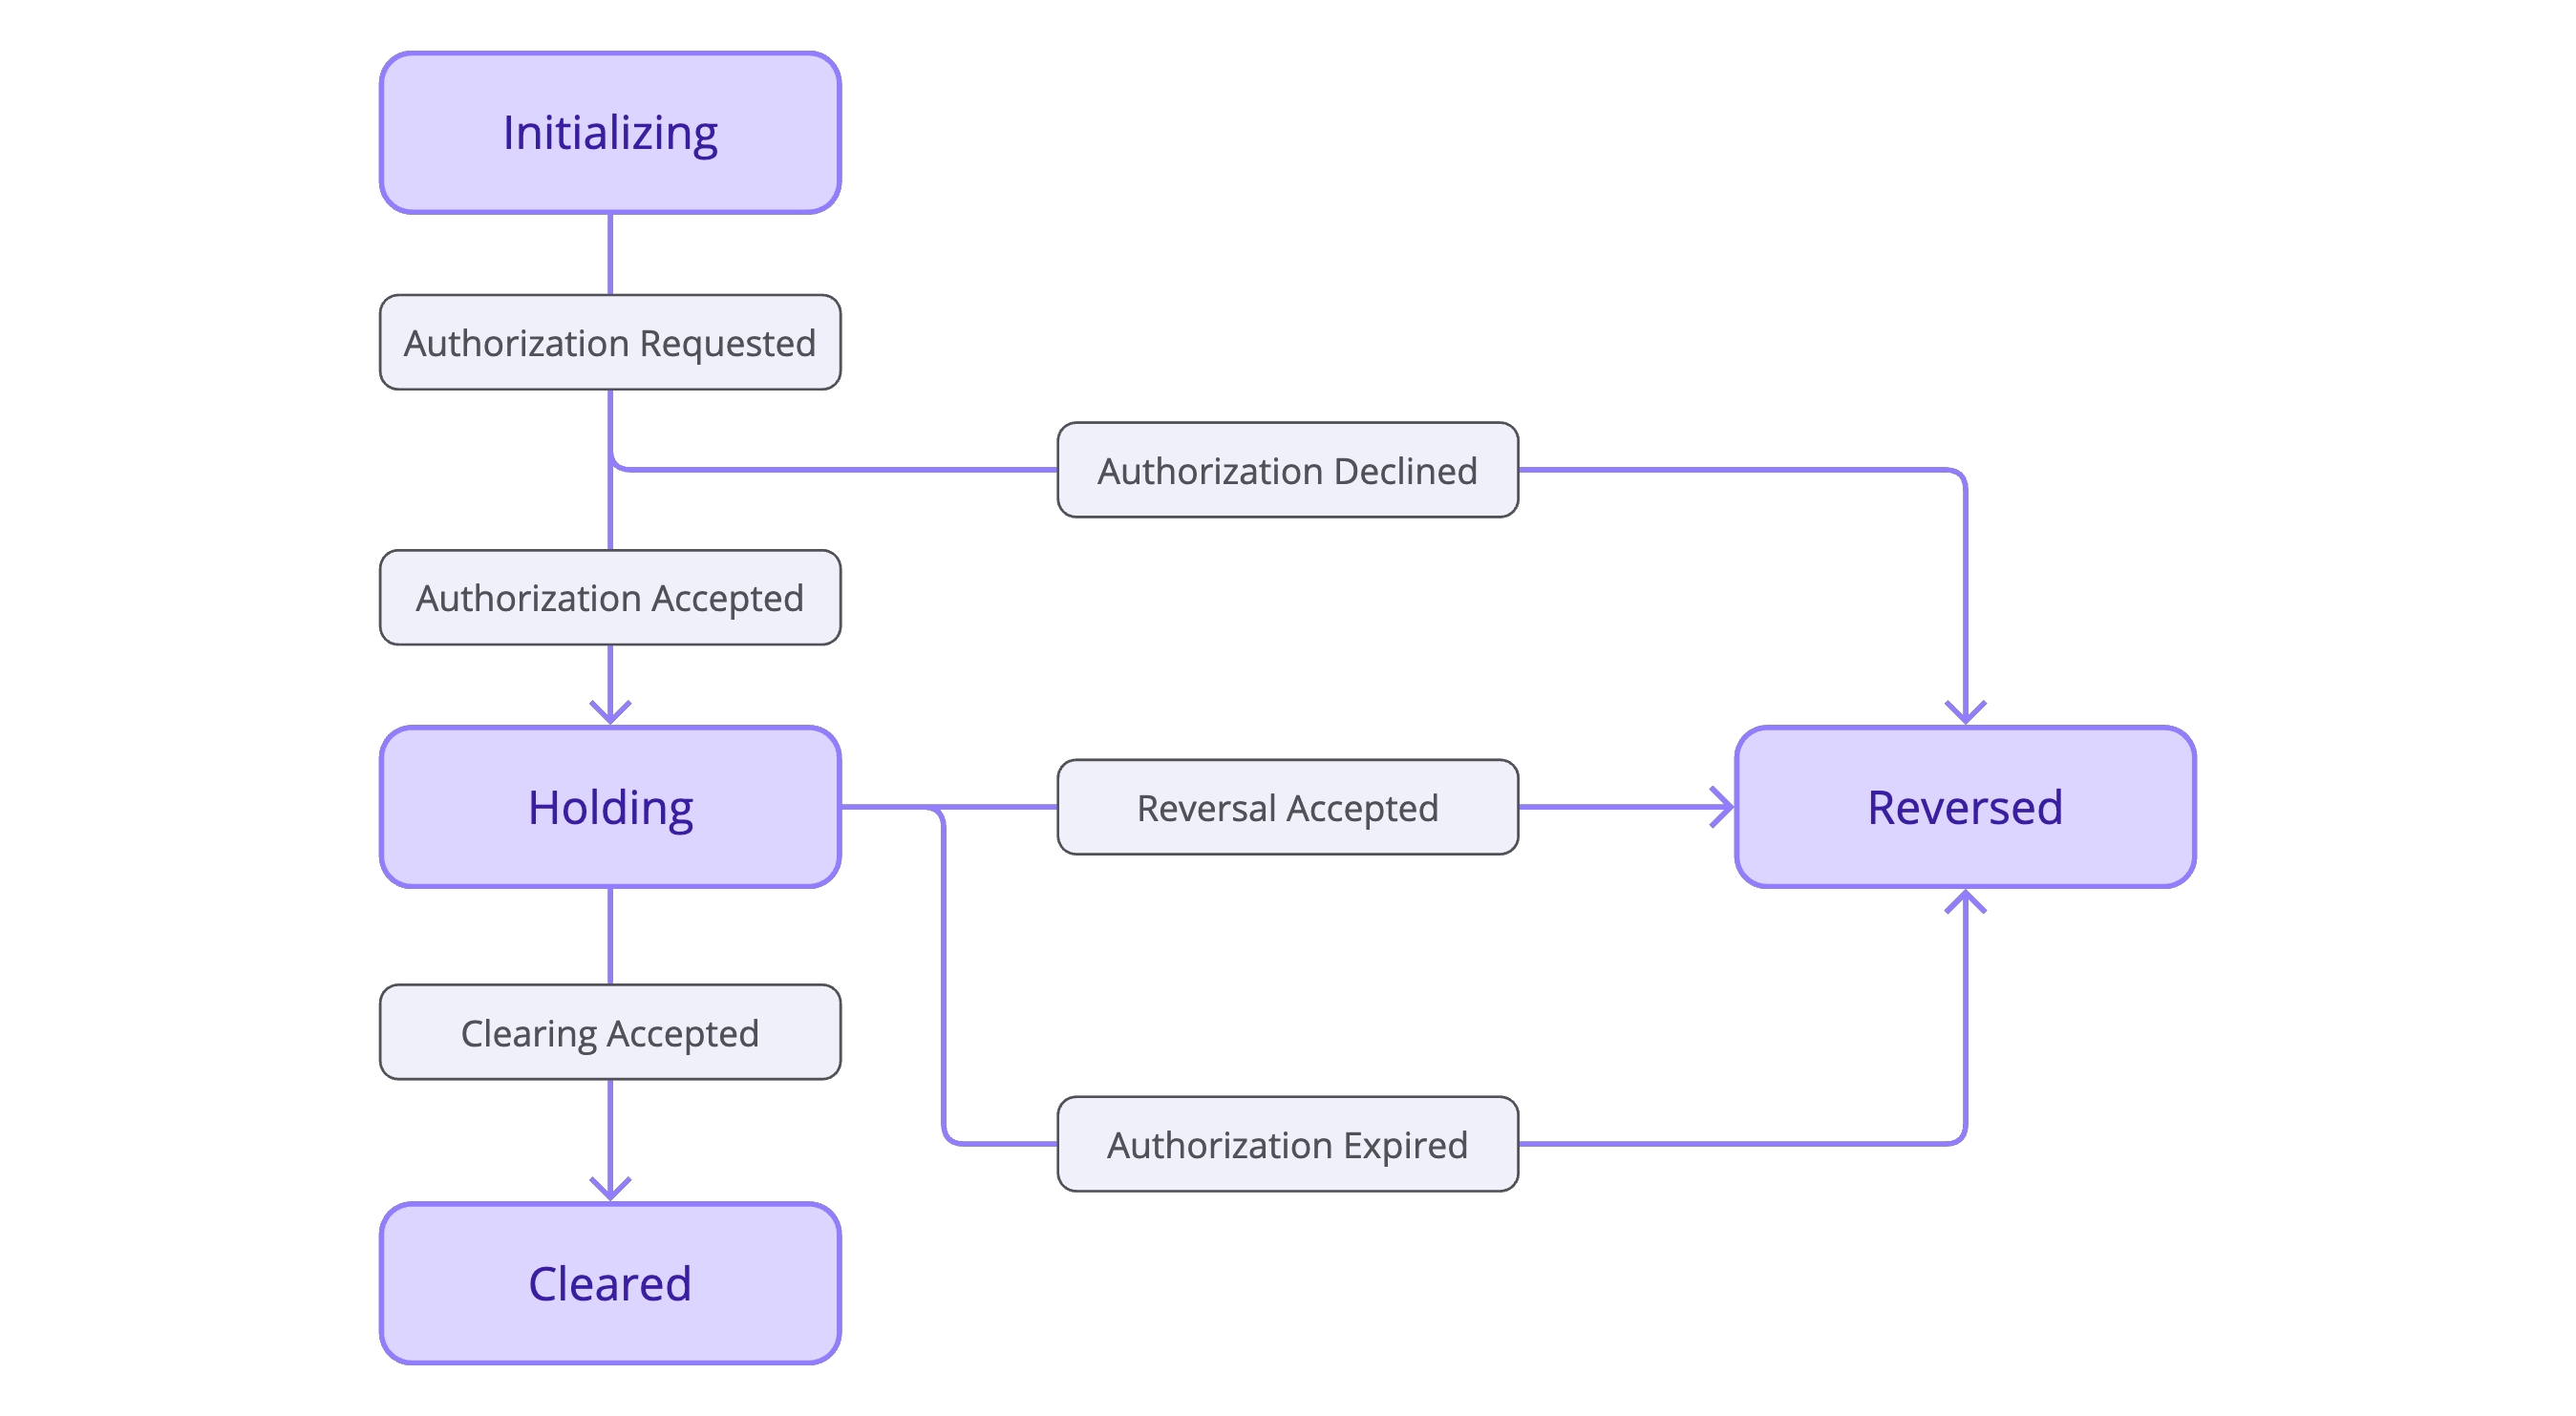 Initializing
Authorization Requested
Authorization Declined
Authorization Accepted
Holding
Reversal Accepted
Reversed
Clearing Accepted
Authorization Expired
Cleared